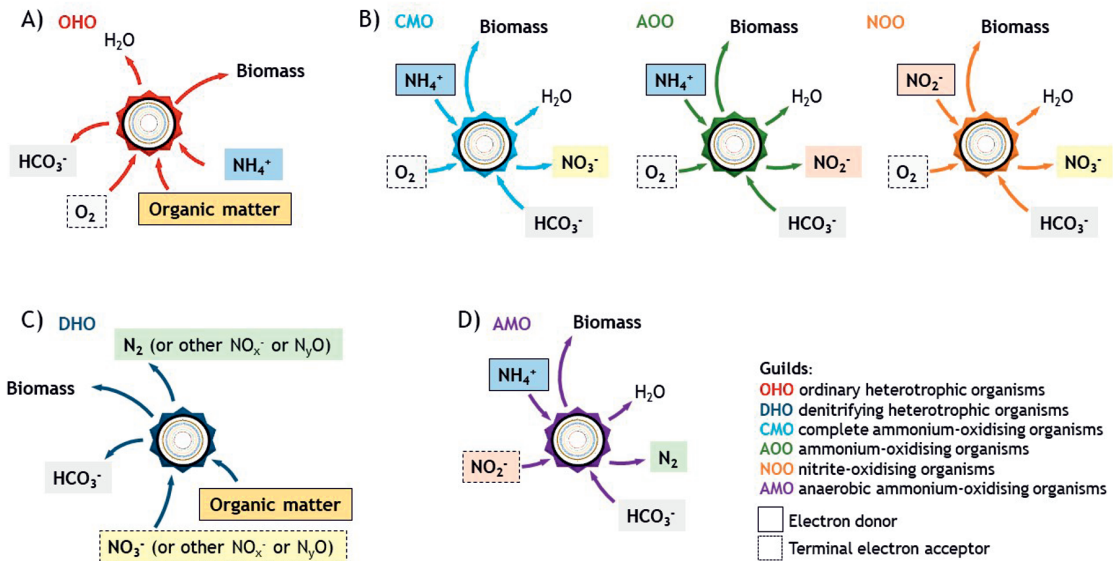 A) OHO
H₂O
Biomass
HCO₃⁻
NH₄⁺
O₂
Organic matter
B) CMO
Biomass
NH₄⁺
H₂O
O₂
NO₃⁻
HCO₃⁻
AOO
Biomass
NH₄⁺
H₂O
O₂
NO₂⁻
HCO₃⁻
NOO
Biomass
NO₂⁻
H₂O
O₂
NO₃⁻
HCO₃⁻
C) DHO
N₂ (or other NOₓ⁻ or NᵧO)
Biomass
HCO₃⁻
Organic matter
NO₃⁻ (or other NOₓ⁻ or NᵧO)
D) AMO
Biomass
NH₄⁺
H₂O
NO₂⁻
N₂
HCO₃⁻
Guilds:
OHO ordinary heterotrophic organisms
DHO denitrifying heterotrophic organisms
CMO complete ammonium-oxidising organisms
AOO ammonium-oxidising organisms
NOO nitrite-oxidising organisms
AMO anaerobic ammonium-oxidising organisms
Electron donor
Terminal electron acceptor